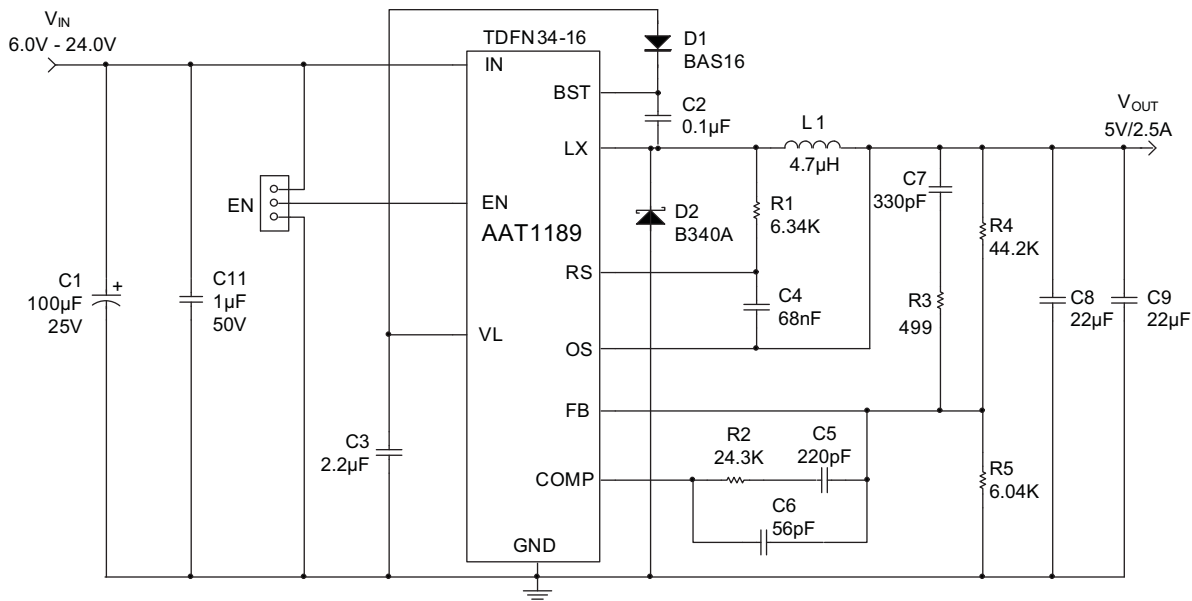 VIN
6.0V - 24.0V
TDFN34-16
D1
BAS16
IN
BST
C2
0.1µF
LX
L1
4.7µH
VOUT
5V/2.5A
EN
EN
AAT1189
D2
B340A
R1
6.34K
C7
330pF
R4
44.2K
RS
C1
100µF
25V
+
C11
1µF
50V
C4
68nF
R3
499
C8
22µF
C9
22µF
VL
OS
FB
C3
2.2µF
R2
24.3K
C5
220pF
COMP
R5
6.04K
C6
56pF
GND